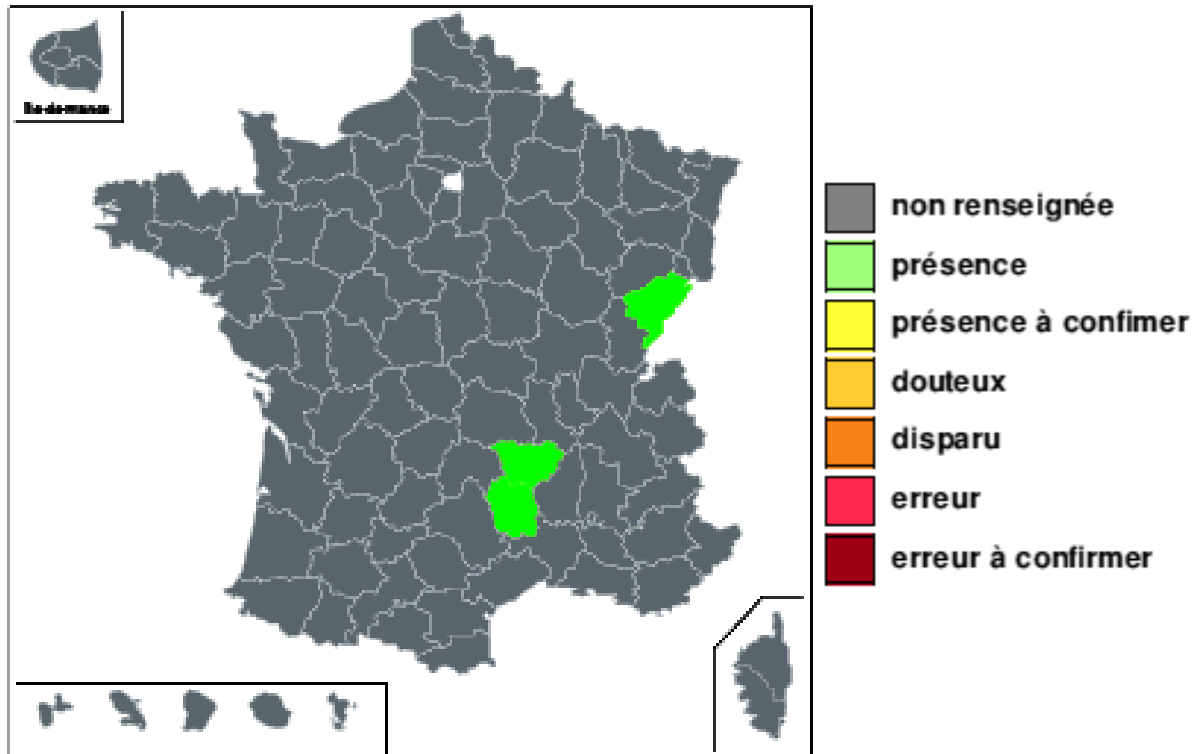 non renseignée
présence
présence à confimer
douteux
disparu
erreur
erreur à confirmer